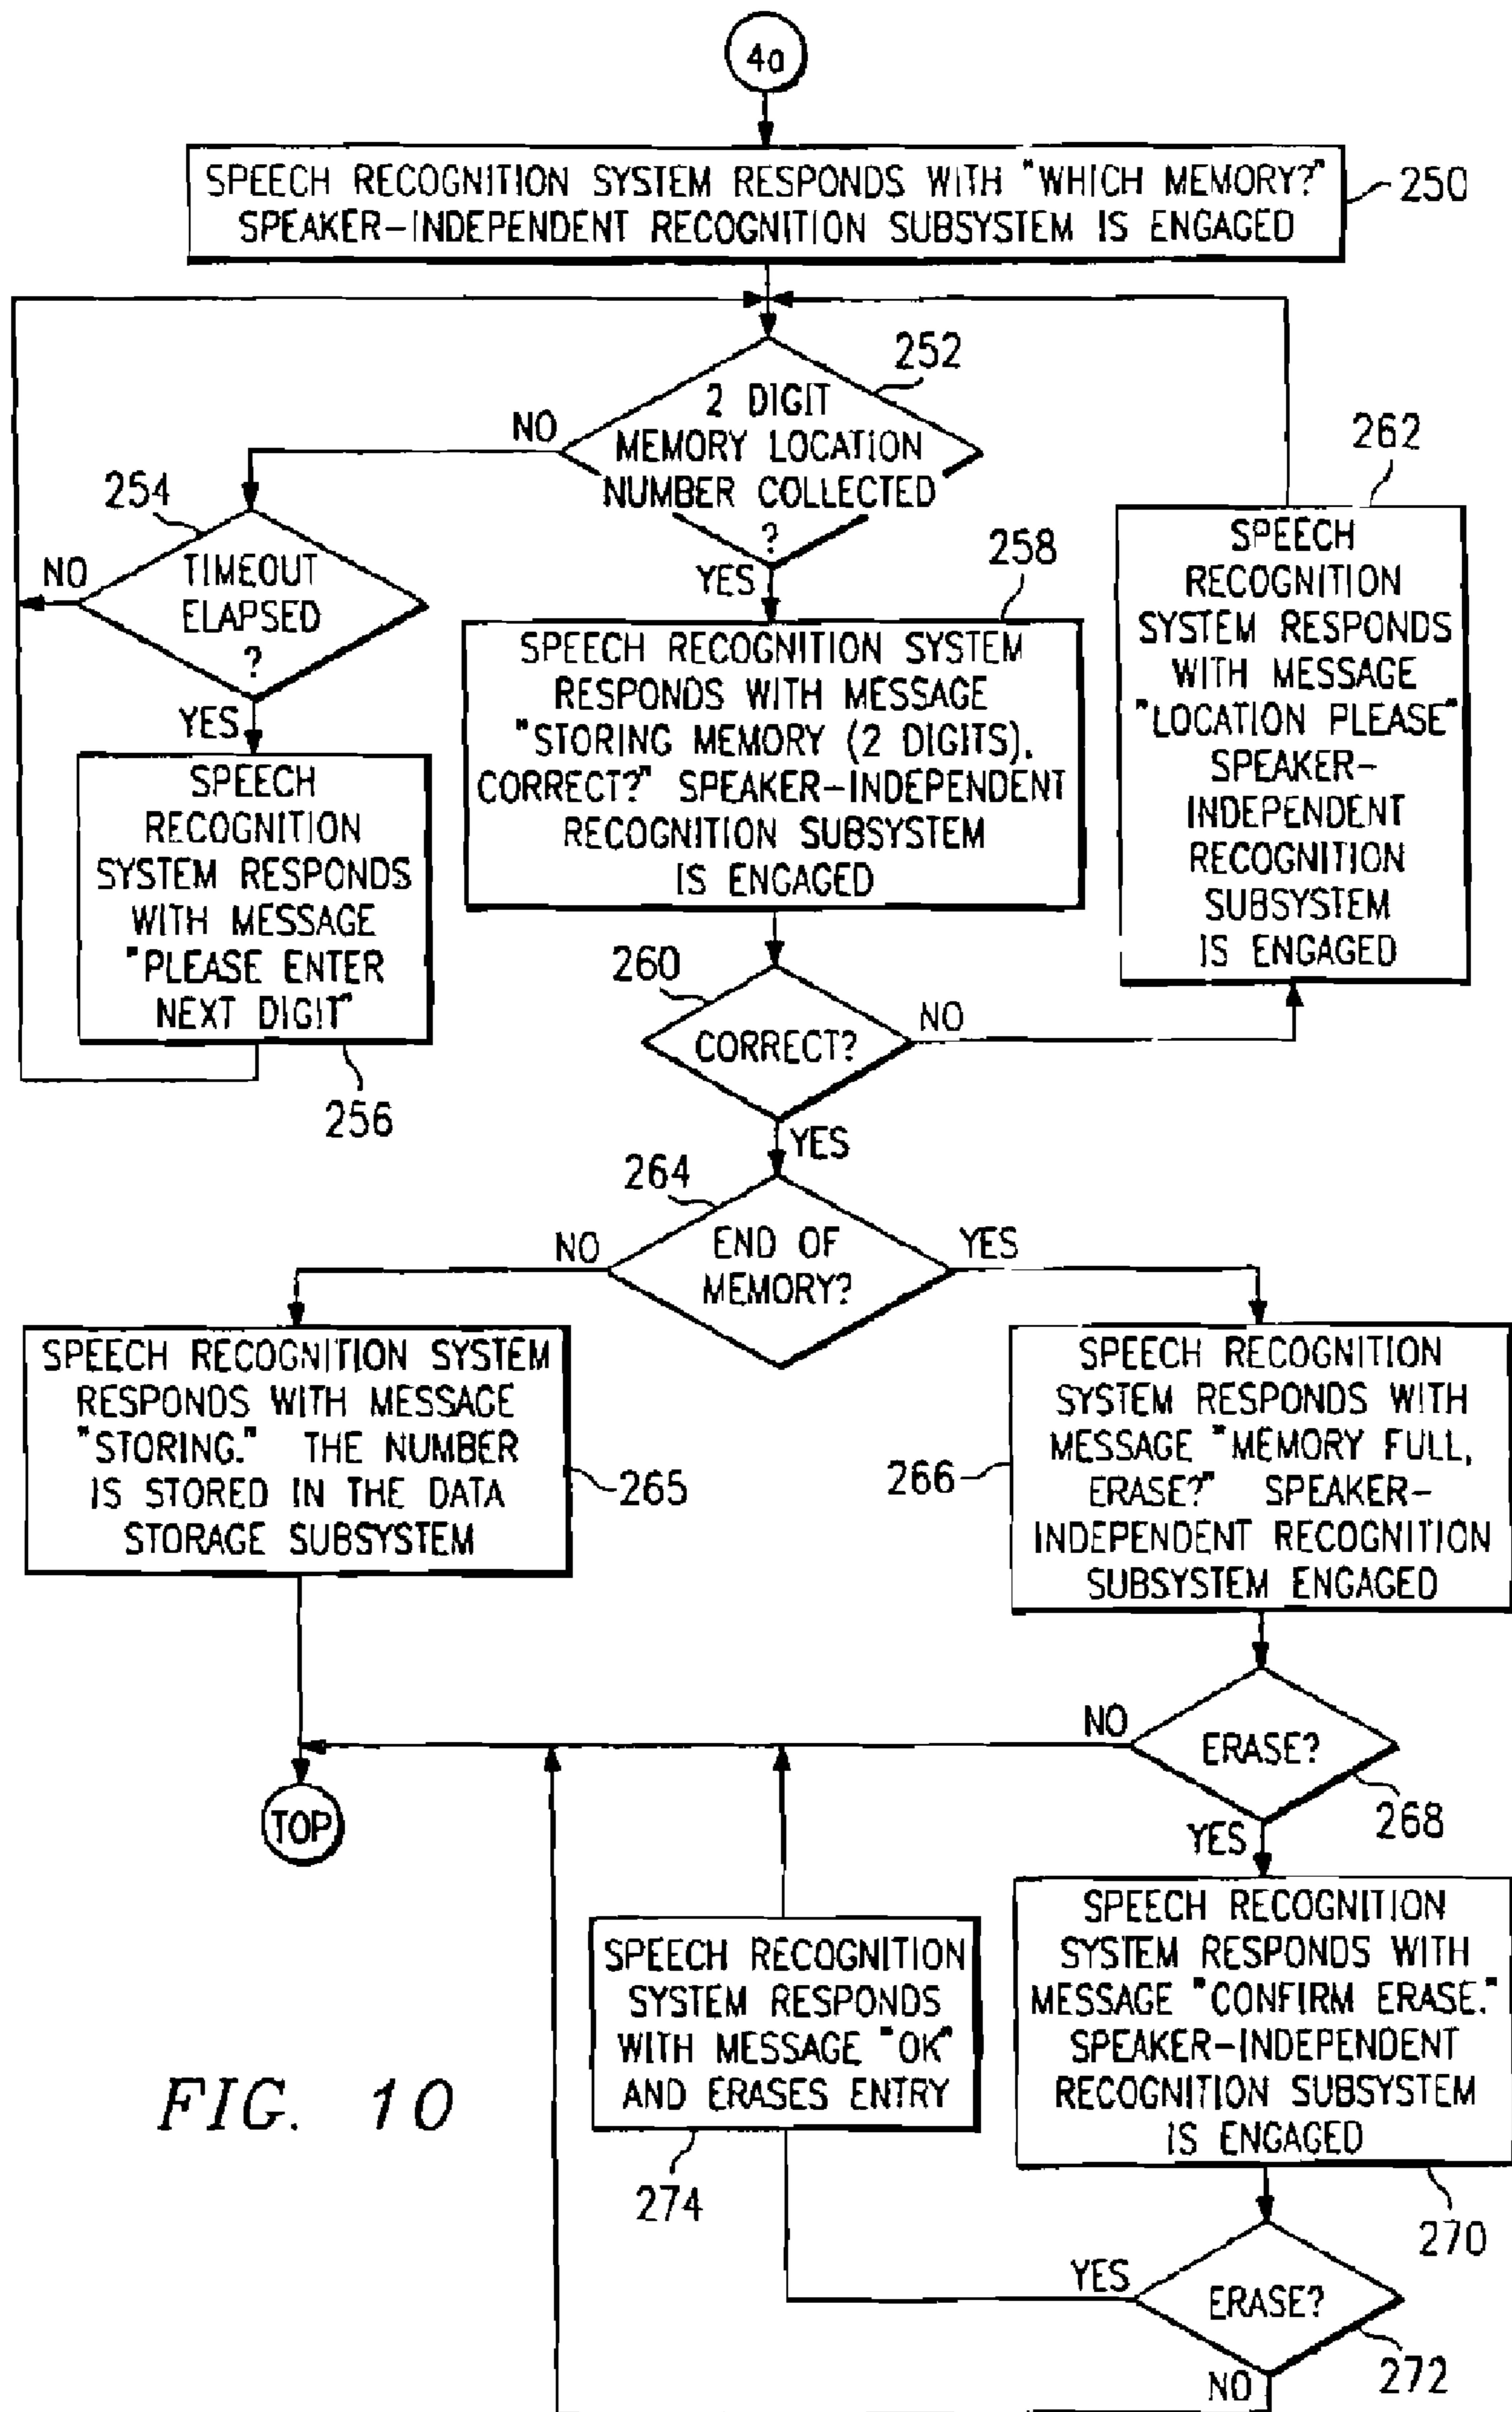 4a
SPEECH RECOGNITION SYSTEM RESPONDS WITH "WHICH MEMORY?"
SPEAKER-INDEPENDENT RECOGNITION SUBSYSTEM IS ENGAGED
250
252
2 DIGIT
MEMORY LOCATION
NUMBER COLLECTED
?
NO
YES
254
TIMEOUT
ELAPSED
?
NO
YES
SPEECH
RECOGNITION
SYSTEM RESPONDS
WITH MESSAGE
"PLEASE ENTER
NEXT DIGIT"
256
258
SPEECH RECOGNITION SYSTEM
RESPONDS WITH MESSAGE
"STORING MEMORY (2 DIGITS),
CORRECT?" SPEAKER-INDEPENDENT
RECOGNITION SUBSYSTEM
IS ENGAGED
262
SPEECH
RECOGNITION
SYSTEM RESPONDS
WITH MESSAGE
"LOCATION PLEASE"
SPEAKER-
INDEPENDENT
RECOGNITION
SUBSYSTEM
IS ENGAGED
260
CORRECT?
NO
YES
264
END OF
MEMORY?
NO
YES
SPEECH RECOGNITION SYSTEM
RESPONDS WITH MESSAGE
"STORING." THE NUMBER
IS STORED IN THE DATA
STORAGE SUBSYSTEM
265
266
SPEECH RECOGNITION
SYSTEM RESPONDS WITH
MESSAGE "MEMORY FULL,
ERASE?" SPEAKER-
INDEPENDENT RECOGNITION
SUBSYSTEM ENGAGED
NO
ERASE?
268
YES
TOP
SPEECH RECOGNITION
SYSTEM RESPONDS
WITH MESSAGE "OK"
AND ERASES ENTRY
274
SPEECH RECOGNITION
SYSTEM RESPONDS WITH
MESSAGE "CONFIRM ERASE."
SPEAKER-INDEPENDENT
RECOGNITION SUBSYSTEM
IS ENGAGED
270
YES
ERASE?
272
NO
FIG. 10